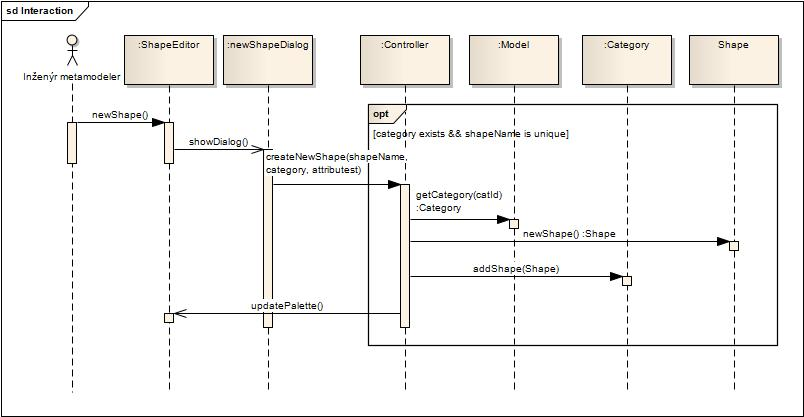 sd Interaction
Inženýr metamodeler
:ShapeEditor
:newShapeDialog
:Controller
:Model
:Category
Shape
opt
[category exists && shapeName is unique]
newShape()
showDialog()
createNewShape(shapeName,
category, attributest)
getCategory(catId)
:Category
newShape() :Shape
addShape(Shape)
updatePalette()